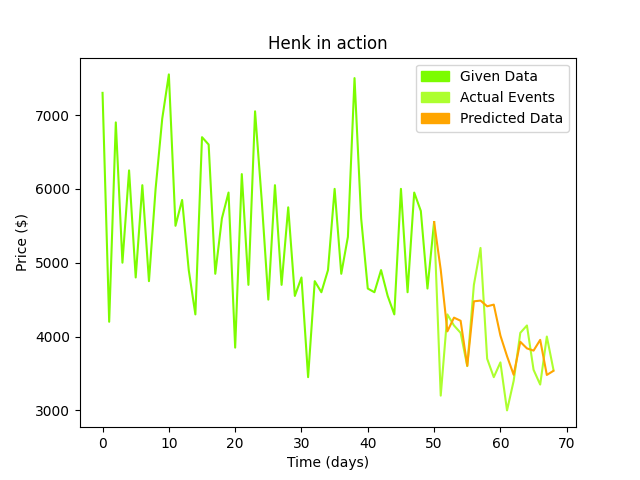 Henk in action
Given Data
Actual Events
Predicted Data
7000
6000
5000
4000
3000
Price ($)
0 10 20 30 40 50 60 70
Time (days)